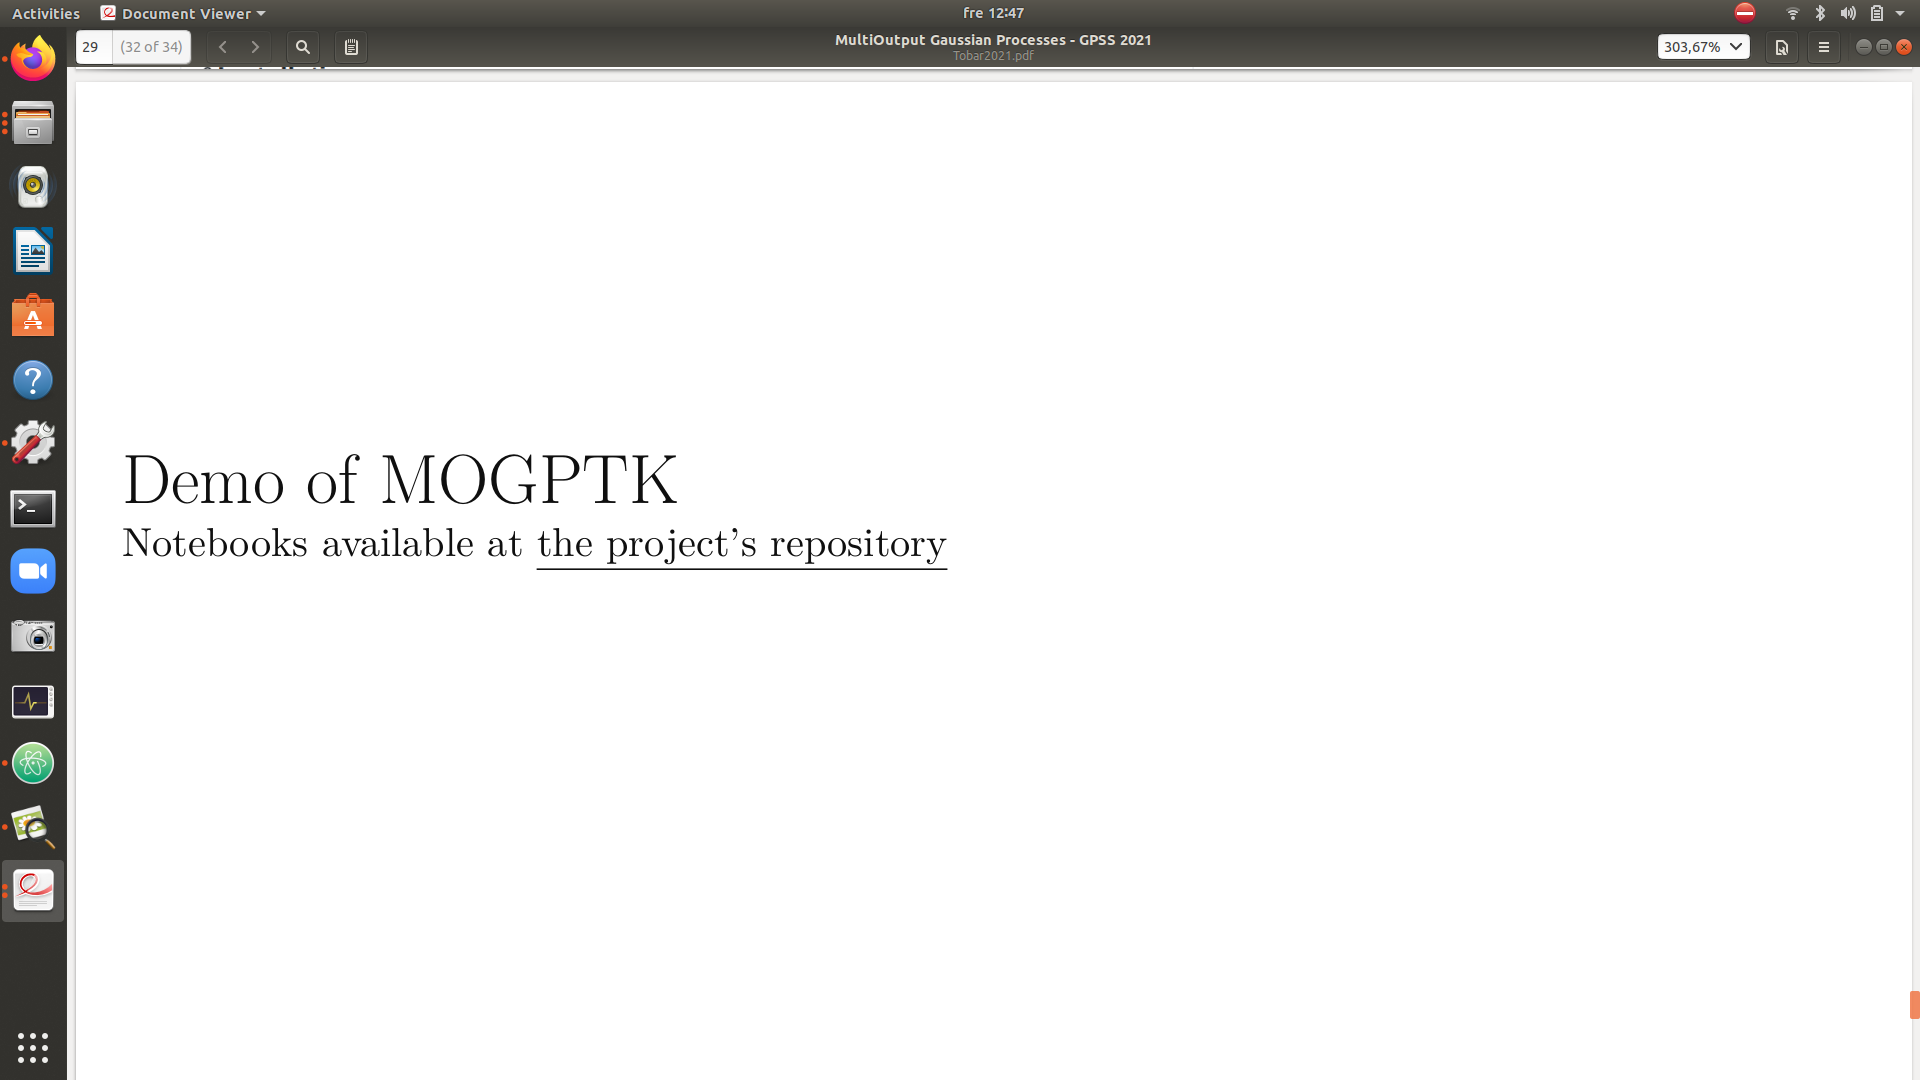 Activities Document Viewer fre 12:47
29 (32 of 34) MultiOutput Gaussian Processes - GPSS 2021 303,67%
Tobar2021.pdf
Demo of MOGPTK
Notebooks available at the project's repository